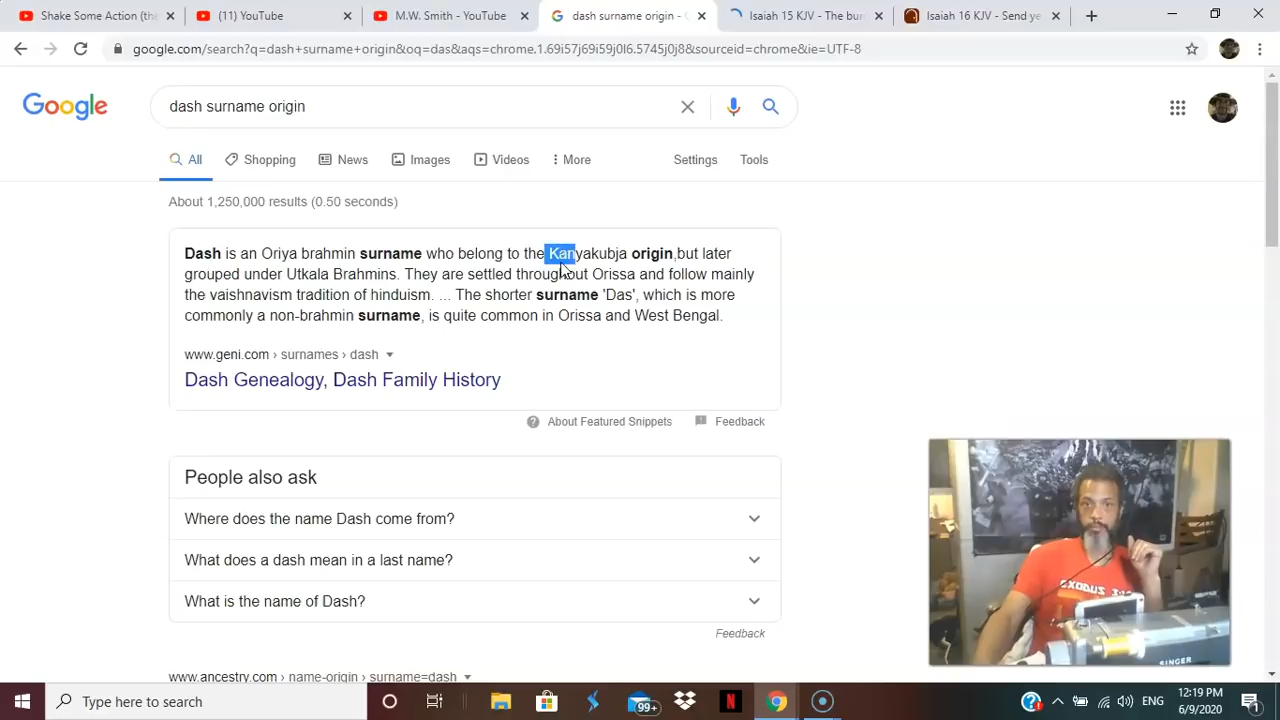 Shake Some Action (the
(11) YouTube
M.W. Smith - YouTube
dash surname origin -
Isaiah 15 KJV - The bur
Isaiah 16 KJV - Send ye
google.com/search?q=dash+surname+origin&oq=das&aqs=chrome.1.69i57j69i59j0l6.5745j0j8&sourceid=chrome&ie=UTF-8
Google
dash surname origin
All
Shopping
News
Images
Videos
More
Settings
Tools
About 1,250,000 results (0.50 seconds)
Dash is an Oriya brahmin surname who belong to the Kanyakubja origin,but later
grouped under Utkala Brahmins. They are settled throughout Orissa and follow mainly
the vaishnavism tradition of hinduism. ... The shorter surname 'Das', which is more
commonly a non-brahmin surname, is quite common in Orissa and West Bengal.
www.geni.com › surnames › dash
Dash Genealogy, Dash Family History
About Featured Snippets
Feedback
People also ask
Where does the name Dash come from?
What does a dash mean in a last name?
What is the name of Dash?
Feedback
EXODUS 3:1
SINGER
www.ancestry.com › name-origin › surname=dash
Type here to search
99+
N
ENG
12:19 PM
6/9/2020
1